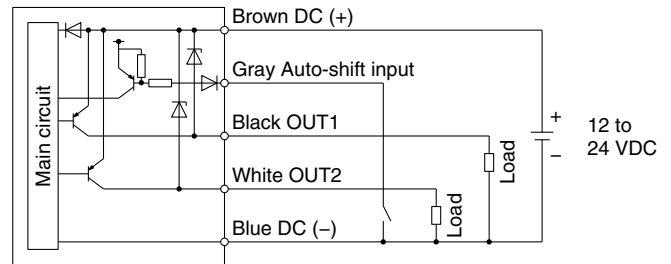 Brown DC (+)
Gray Auto-shift input
Main circuit
Black OUT1
White OUT2
Blue DC (−)
Load
Load
+
−
12 to
24 VDC